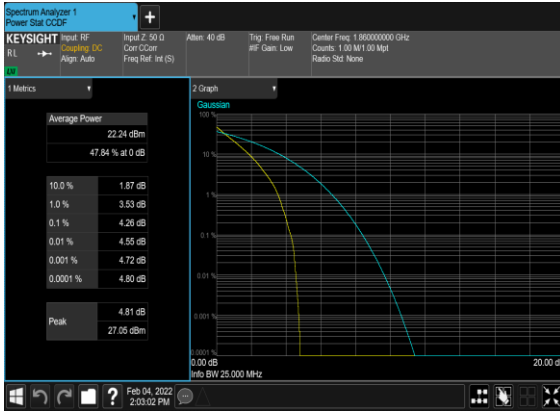 Spectrum Analyzer 1
Power Stat CCDF
+
KEYSIGHT
RL
Input: RF
Coupling: DC
Align: Auto
Input Z: 50 Ω
Corr CCorr
Freq Ref: Int (S)
Atten: 40 dB
Trig: Free Run
#IF Gain: Low
Center Freq: 1.860000000 GHz
Counts: 1.00 M/1.00 Mpt
Radio Std: None
1 Metrics
Average Power
22.24 dBm
47.84 % at 0 dB
10.0 % 1.87 dB
1.0 % 3.53 dB
0.1 % 4.26 dB
0.01 % 4.55 dB
0.001 % 4.72 dB
0.0001 % 4.80 dB
Peak
4.81 dB
27.05 dBm
2 Graph
Gaussian
100 %
10 %
1 %
0.1 %
0.01 %
0.001 %
0.0001 %
0.00 dB
20.00 d
Info BW 25.000 MHz
?
Feb 04, 2022
2:03:02 PM